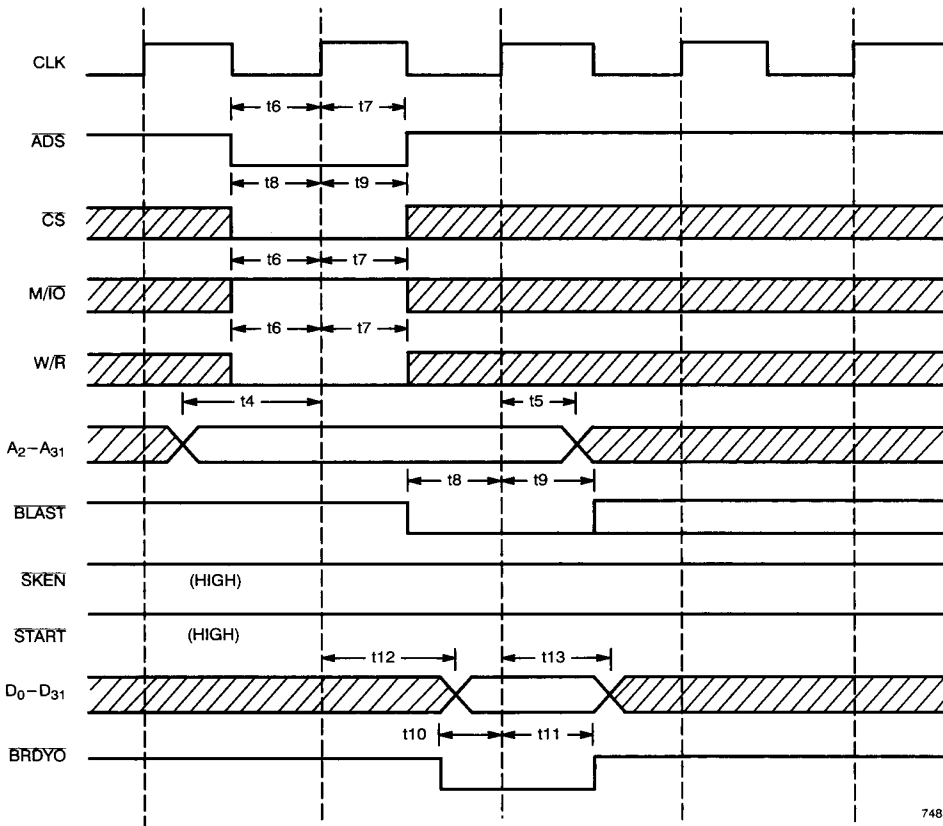 CLK
t6 t7
ADS
t8 t9
CS
t6 t7
M/IO
t6 t7
W/R
t4 t5
A2–A31
t8 t9
BLAST
SKEN (HIGH)
START (HIGH)
t12 t13
D0–D31
t10 t11
BRDYO
748